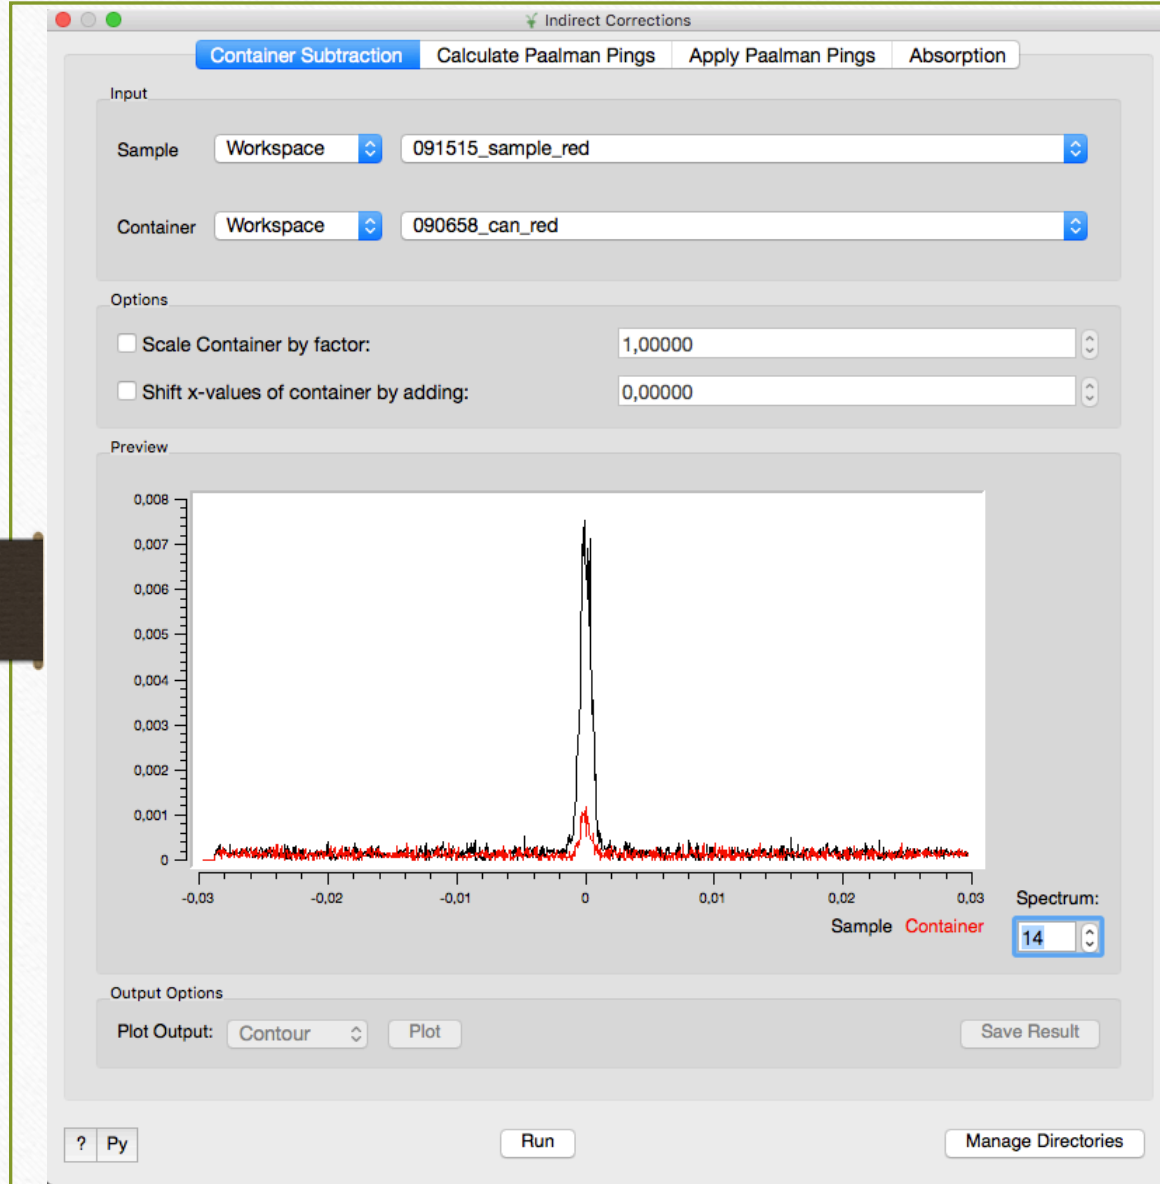 Indirect Corrections
Container Subtraction Calculate Paalman Pings Apply Paalman Pings Absorption
Input
Sample Workspace 091515_sample_red
Container Workspace 090658_can_red
Options
Scale Container by factor: 1,00000
Shift x-values of container by adding: 0,00000
Preview
0,008
0,007
0,006
0,005
0,004
0,003
0,002
0,001
0
-0,03 -0,02 -0,01 0 0,01 0,02 0,03
Spectrum:
Sample Container
14
Output Options
Plot Output: Contour Plot Save Result
? Py Run Manage Directories